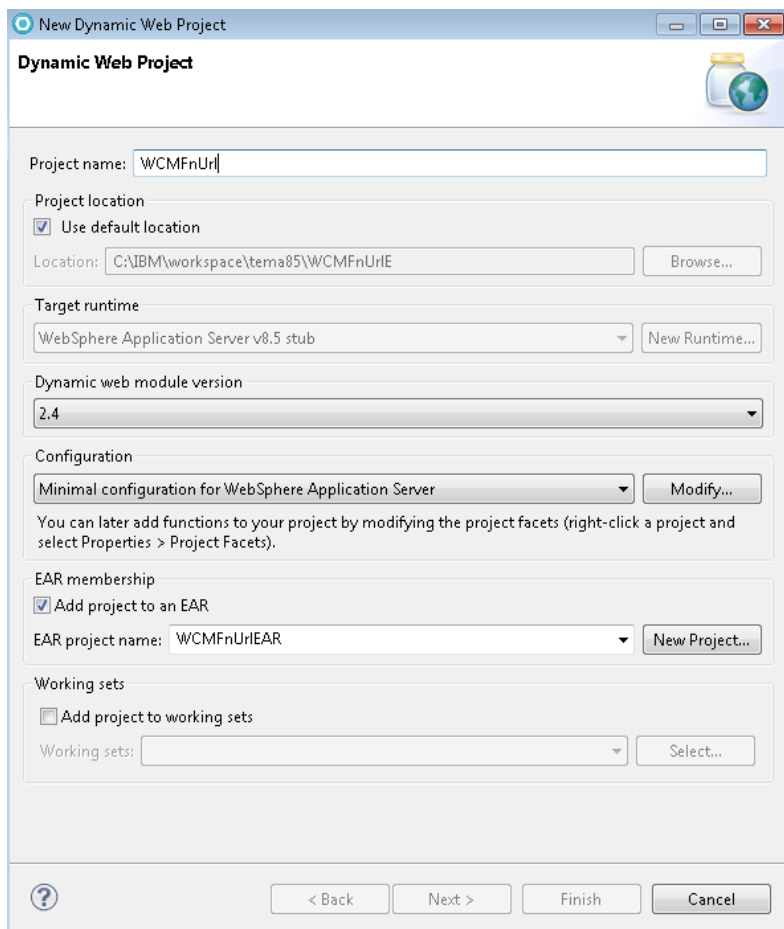 New Dynamic Web Project
Dynamic Web Project
Project name: WCMFnUrl
Project location
Use default location
Location: C:\IBM\workspace\tema85\WCMFnUrlE Browse...
Target runtime
WebSphere Application Server v8.5 stub New Runtime...
Dynamic web module version
2.4
Configuration
Minimal configuration for WebSphere Application Server Modify...
You can later add functions to your project by modifying the project facets (right-click a project and
select Properties > Project Facets).
EAR membership
Add project to an EAR
EAR project name: WCMFnUrlEAR New Project...
Working sets
Add project to working sets
Working sets: Select...
? < Back Next > Finish Cancel